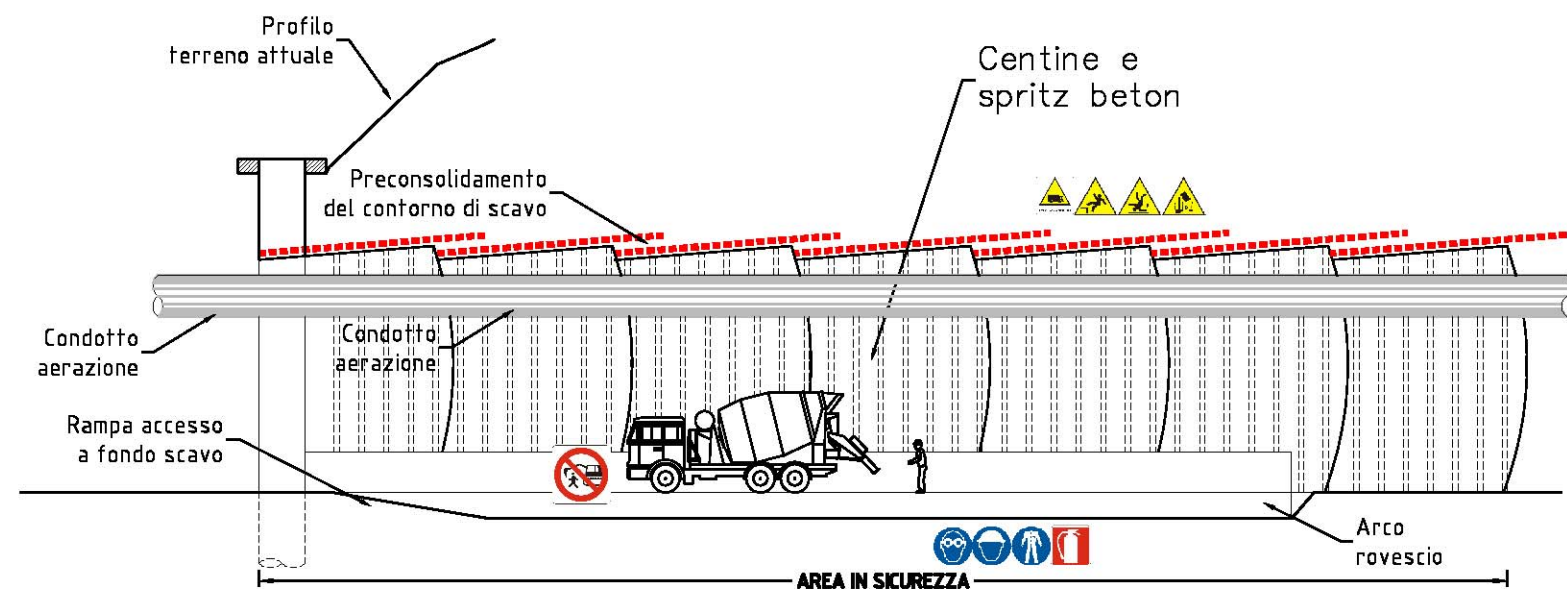 Profilo
terreno attuale
Centine e
spritz beton
Preconsolidamento
del contorno di scavo
Condotto
aerazione
Condotto
aerazione
Rampa accesso
a fondo scavo
Arco
rovescio
AREA IN SICUREZZA